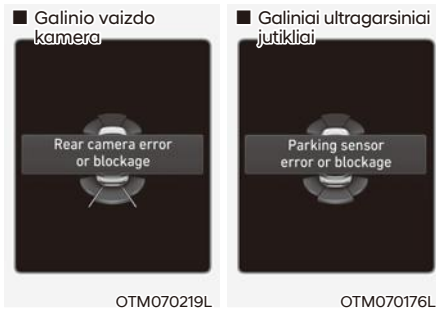 ■ Galinio vaizdo
kamera
Rear camera error
or blockage
OTM070219L
■ Galiniai ultragarsiniai
jutikliai
Parking sensor
error or blockage
OTM070176L